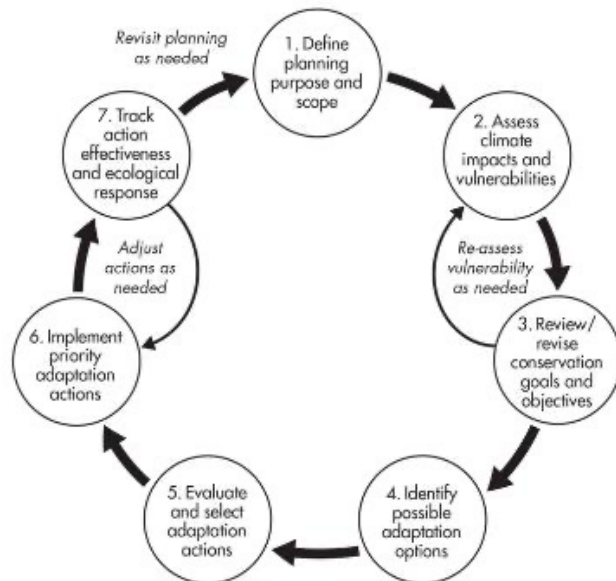 Revisit planning
as needed
1. Define
planning
purpose and
scope
2. Assess
climate
impacts and
vulnerabilities
Re-assess
vulnerability
as needed
3. Review/
revise
conservation
goals and
objectives
4. Identify
possible
adaptation
options
5. Evaluate
and select
adaptation
actions
6. Implement
priority
adaptation
actions
Adjust
actions as
needed
7. Track
action
effectiveness
and ecological
response